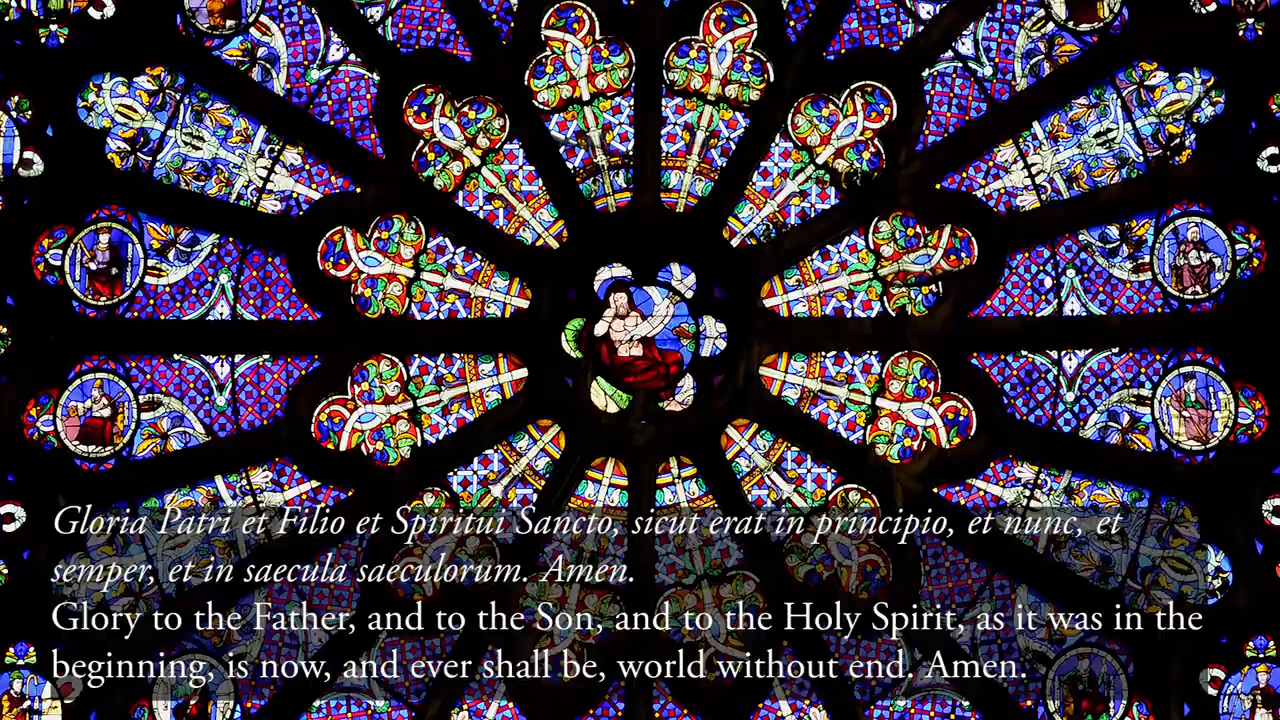 Gloria Patri et Filio et Spiritui Sancto, sicut erat in principio, et nunc, et
semper, et in saecula saeculorum. Amen.
Glory to the Father, and to the Son, and to the Holy Spirit, as it was in the
beginning, is now, and ever shall be, world without end. Amen.